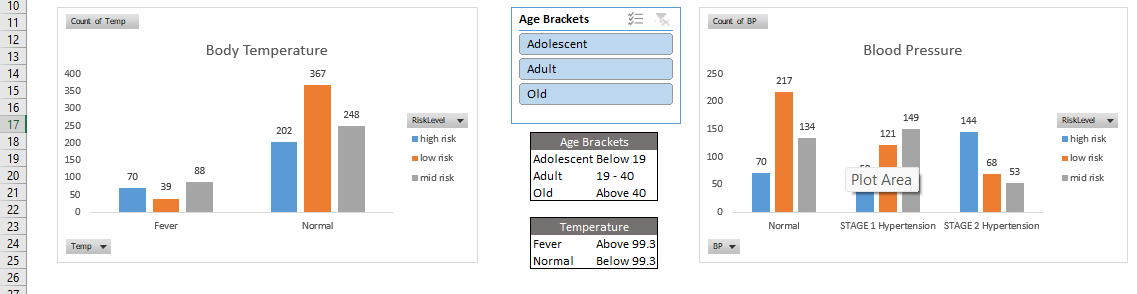 10
11
12
13
14
15
16
17
18
19
20
21
22
23
24
25
26
Count of Temp
Body Temperature
400
350
300
250
200
150
100
50
0
70
39
88
202
367
248
Fever
Normal
RiskLevel
high risk
low risk
mid risk
Temp
Age Brackets
Adolescent
Adult
Old
Age Brackets
Adolescent Below 19
Adult 19 - 40
Old Above 40
Temperature
Fever Above 99.3
Normal Below 99.3
Count of BP
Blood Pressure
250
200
150
100
50
0
70
217
134
121
149
144
68
53
Plot Area
Normal
STAGE 1 Hypertension
STAGE 2 Hypertension
RiskLevel
high risk
low risk
mid risk
BP